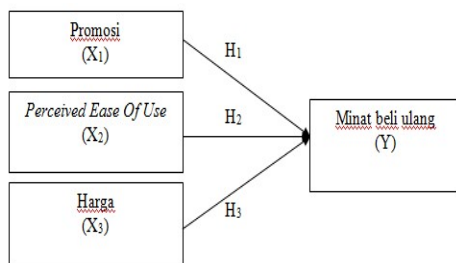 Promosi
(X1)
H1
Perceived Ease Of Use
(X2)
H2
Minat beli ulang
(Y)
Harga
(X3)
H3